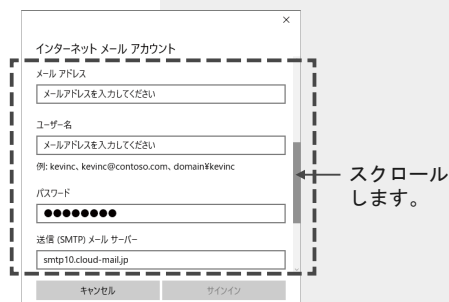 ×
インターネット メール アカウント
メール アドレス
メールアドレスを入力してください
ユーザー名
メールアドレスを入力してください
例: kevinc、kevinc@contoso.com、domain¥kevinc
パスワード
●●●●●●●●
送信 (SMTP) メール サーバー
smtp10.cloud-mail.jp
キャンセル
サインイン
スクロール
します。